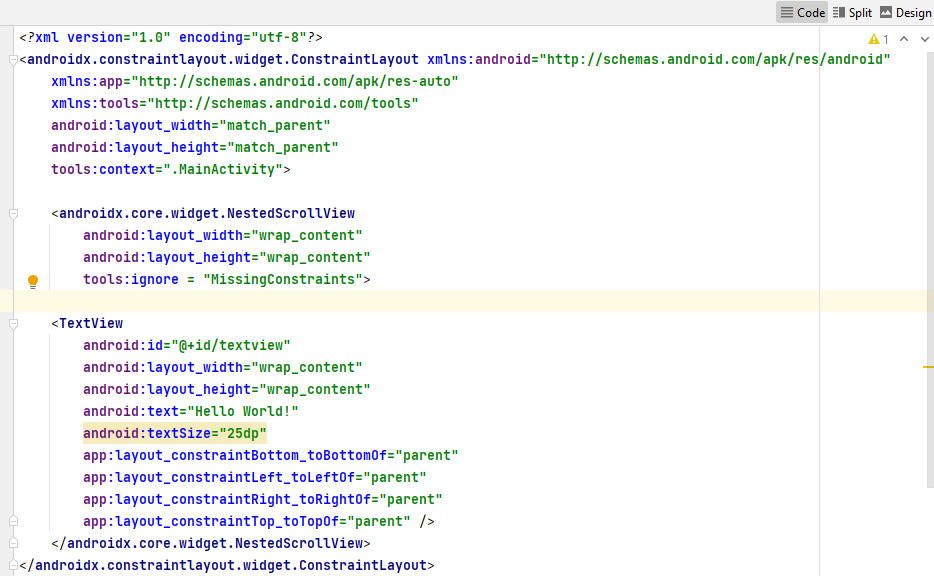 Code Split Design
<?xml version="1.0" encoding="utf-8"?>
1
<androidx.constraintlayout.widget.ConstraintLayout xmlns:android="http://schemas.android.com/apk/res/android"
    xmlns:app="http://schemas.android.com/apk/res-auto"
    xmlns:tools="http://schemas.android.com/tools"
    android:layout_width="match_parent"
    android:layout_height="match_parent"
    tools:context=".MainActivity">
    <androidx.core.widget.NestedScrollView
        android:layout_width="wrap_content"
        android:layout_height="wrap_content"
        tools:ignore = "MissingConstraints">
    <TextView
        android:id="@+id/textview"
        android:layout_width="wrap_content"
        android:layout_height="wrap_content"
        android:text="Hello World!"
        android:textSize="25dp"
        app:layout_constraintBottom_toBottomOf="parent"
        app:layout_constraintLeft_toLeftOf="parent"
        app:layout_constraintRight_toRightOf="parent"
        app:layout_constraintTop_toTopOf="parent" />
    </androidx.core.widget.NestedScrollView>
</androidx.constraintlayout.widget.ConstraintLayout>